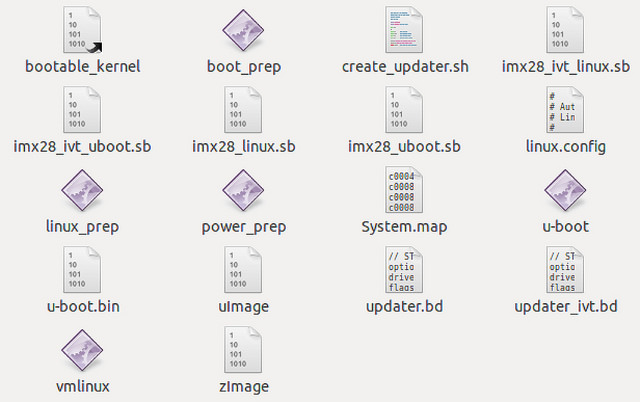 1
10
101
1010
bootable_kernel
boot_prep
create_updater.sh
1
10
101
1010
imx28_ivt_linux.sb
1
10
101
1010
imx28_ivt_uboot.sb
1
10
101
1010
imx28_linux.sb
1
10
101
1010
imx28_uboot.sb
#
# Aut
# Lin
#
linux.config
linux_prep
power_prep
c0004
c0008
c0008
c0008
System.map
u-boot
1
10
101
1010
u-boot.bin
1
10
101
1010
uImage
// ST
optio
drive
flags
updater.bd
// ST
optio
drive
flags
updater_ivt.bd
vmlinux
1
10
101
1010
zImage